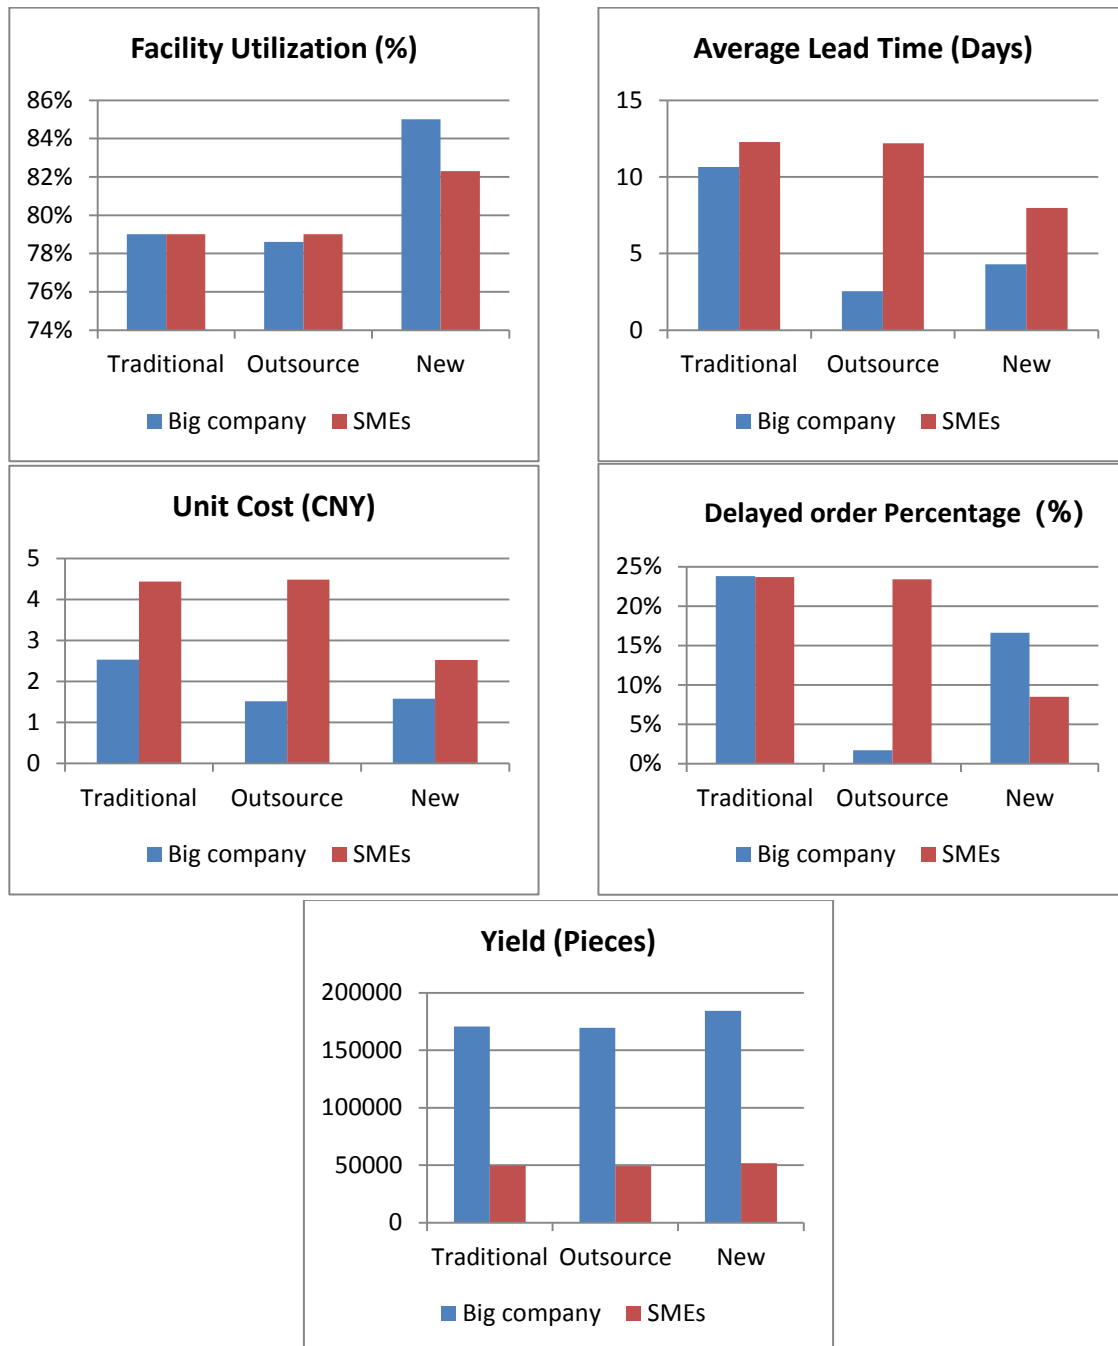 Facility Utilization (%)
86%
84%
82%
80%
78%
76%
74%
Traditional Outsource New
Big company SMEs
Average Lead Time (Days)
15
10
5
0
Traditional Outsource New
Big company SMEs
Unit Cost (CNY)
5
4
3
2
1
0
Traditional Outsource New
Big company SMEs
Delayed order Percentage (%)
25%
20%
15%
10%
5%
0%
Traditional Outsource New
Big company SMEs
Yield (Pieces)
200000
150000
100000
50000
0
Traditional Outsource New
Big company SMEs